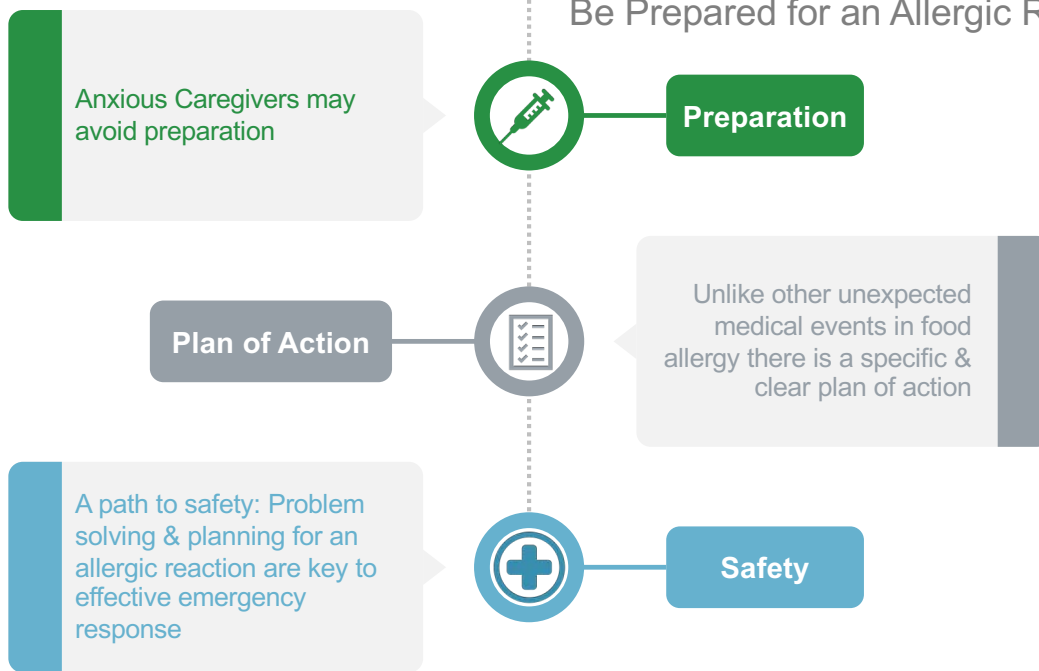 Be Prepared for an Allergic
Anxious Caregivers may
avoid preparation
Preparation
Plan of Action
Unlike other unexpected
medical events in food
allergy there is a specific &
clear plan of action
A path to safety: Problem
solving & planning for an
allergic reaction are key to
effective emergency
response
Safety